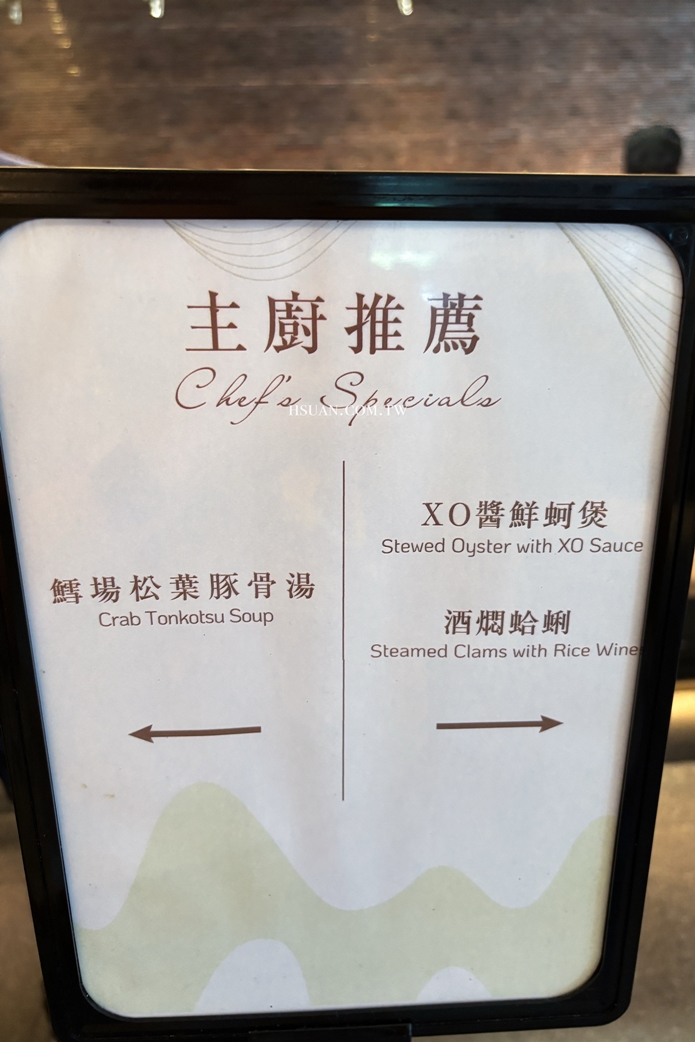 主廚推薦
Chef's Specials
HSUAN.COM.TW
鱈場松葉豚骨湯
Crab Tonkotsu Soup
XO醬鮮蚵煲
Stewed Oyster with XO Sauce
酒燜蛤蜊
Steamed Clams with Rice Wine